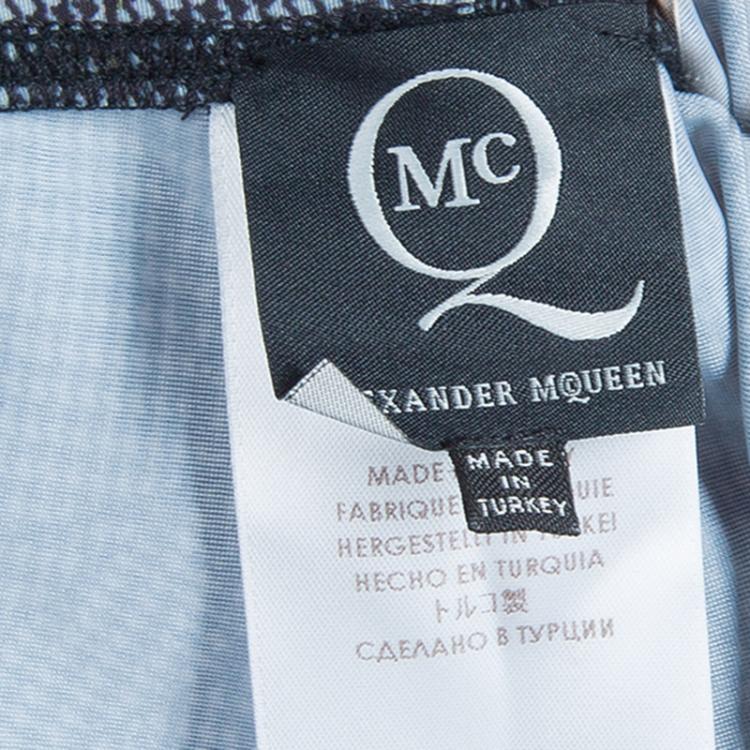 McQ
EXANDER McQUEEN
MADE
IN
TURKEY
MADE Y
FABRIQUE UIE
HERGESTELLT IN KEI
HECHO EN TURQUIA
トルコ製
СДЕЛАНО В ТУРЦИИ